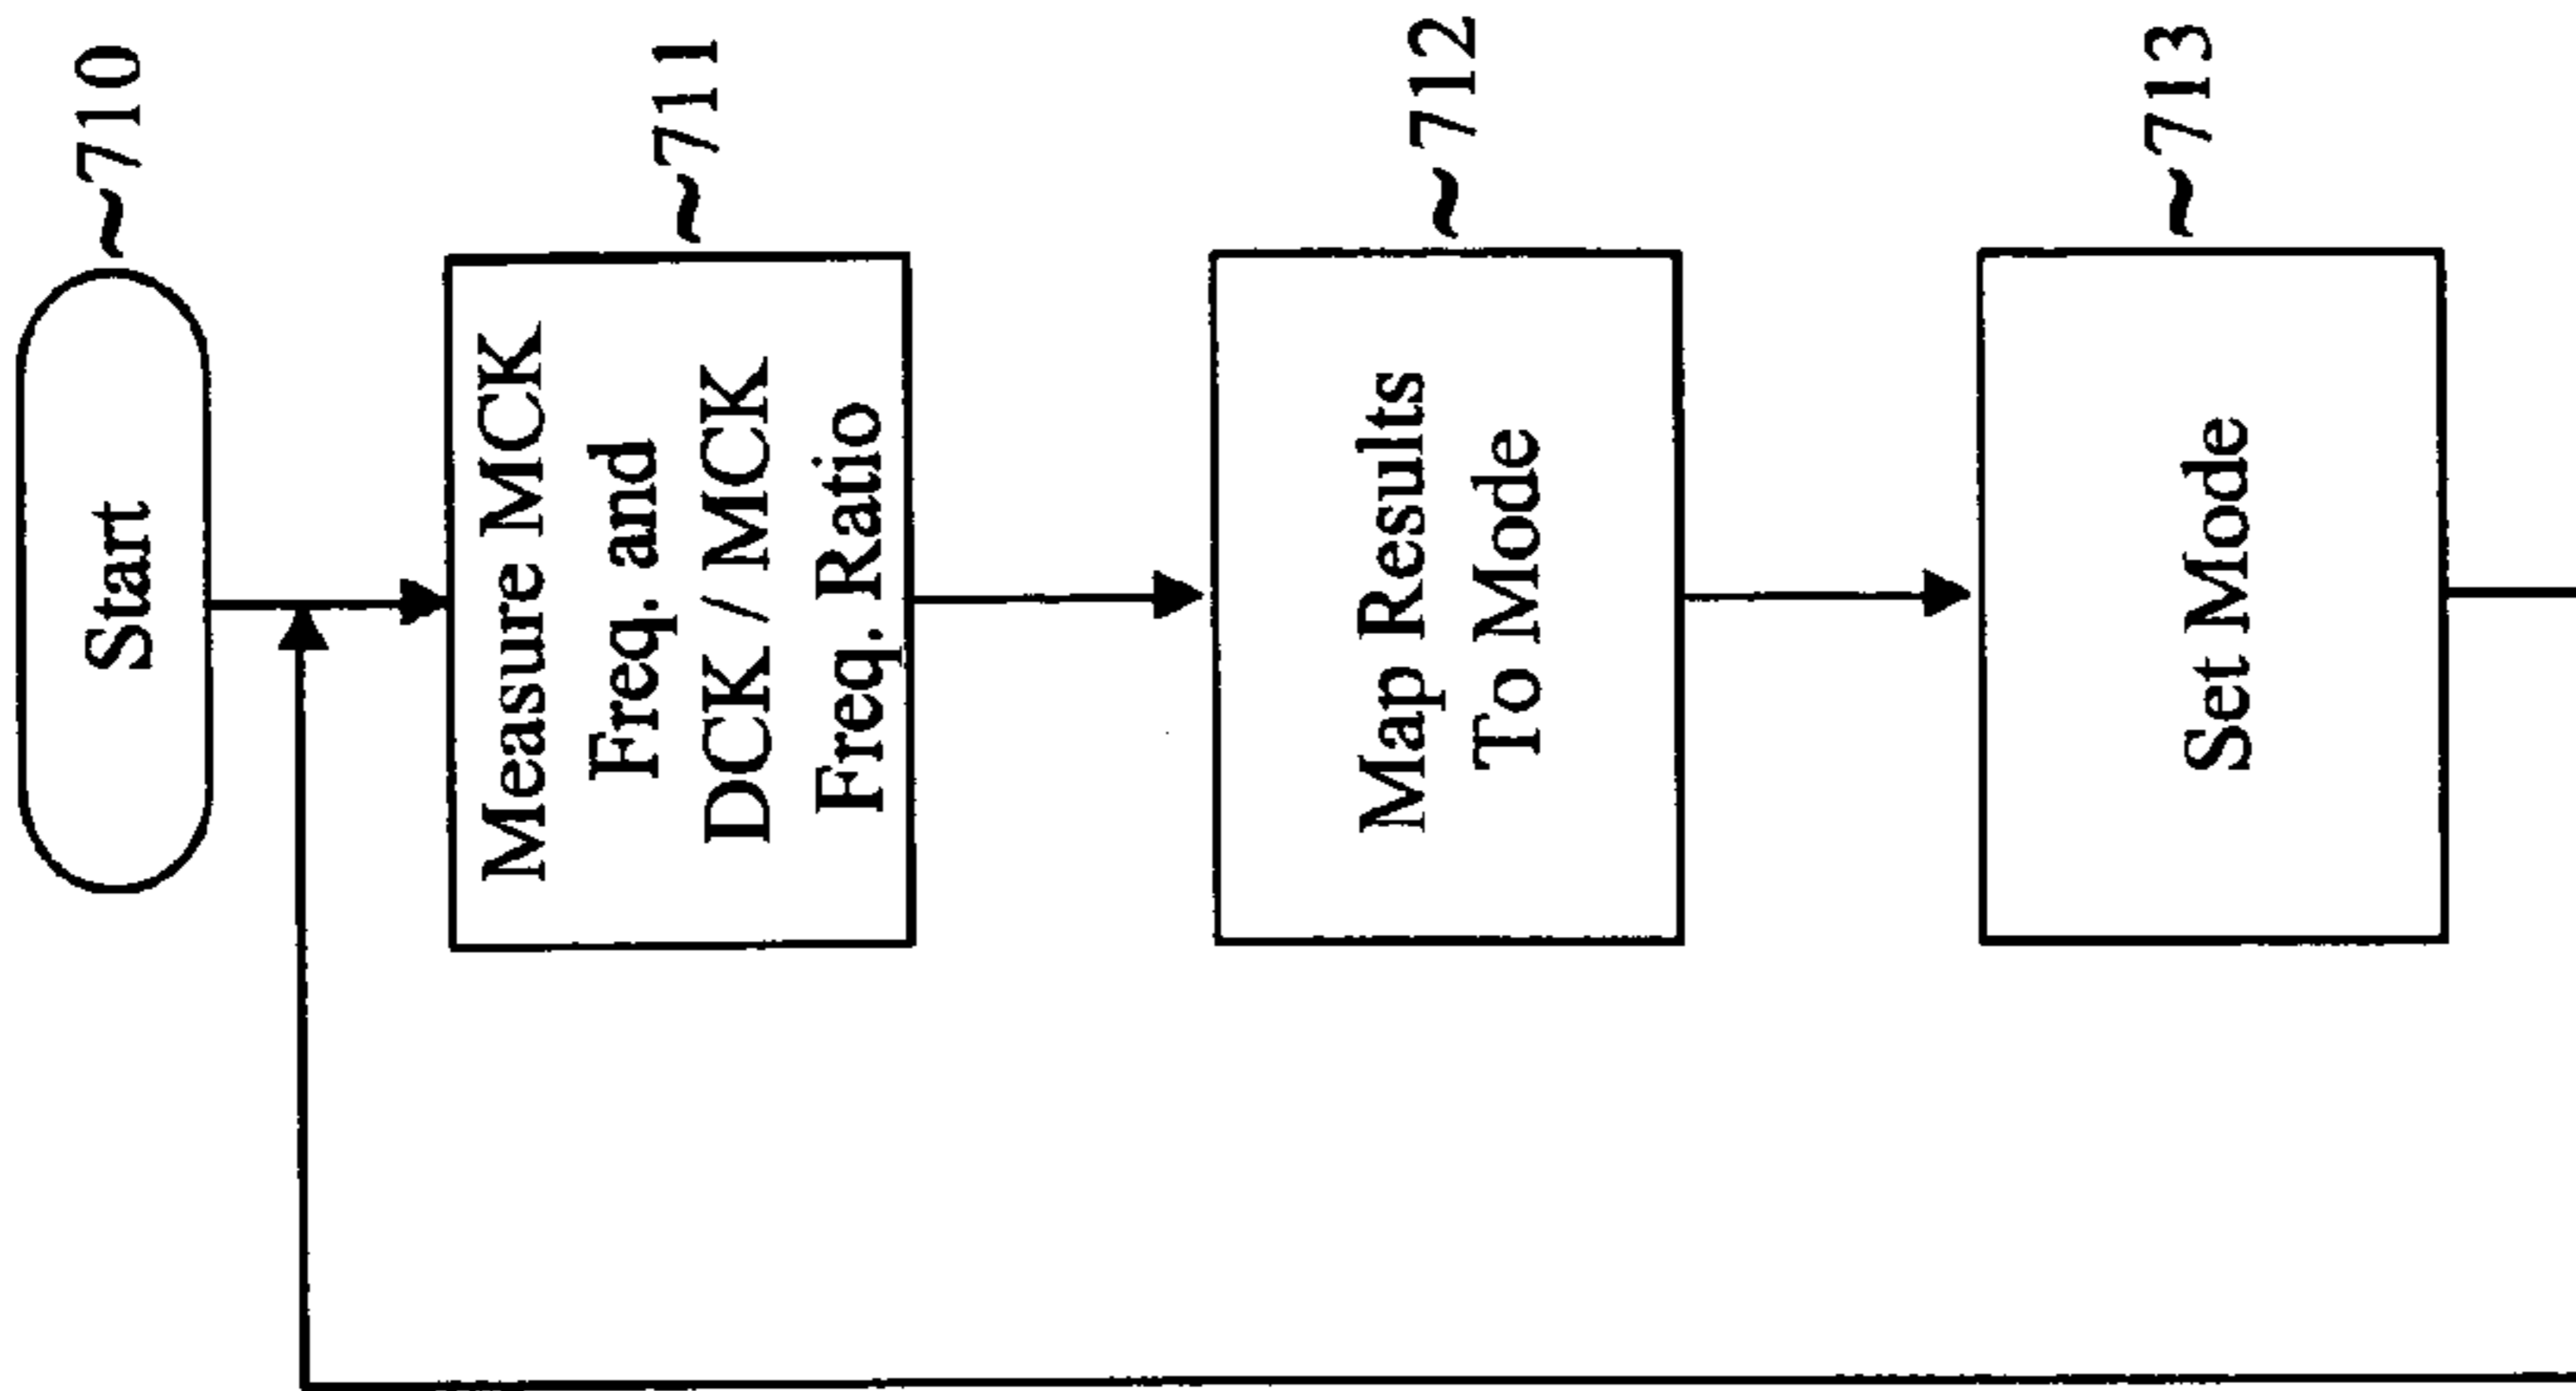 Start
~710
Measure MCK
Freq. and
DCK / MCK
Freq. Ratio
~711
Map Results
To Mode
~712
Set Mode
~713